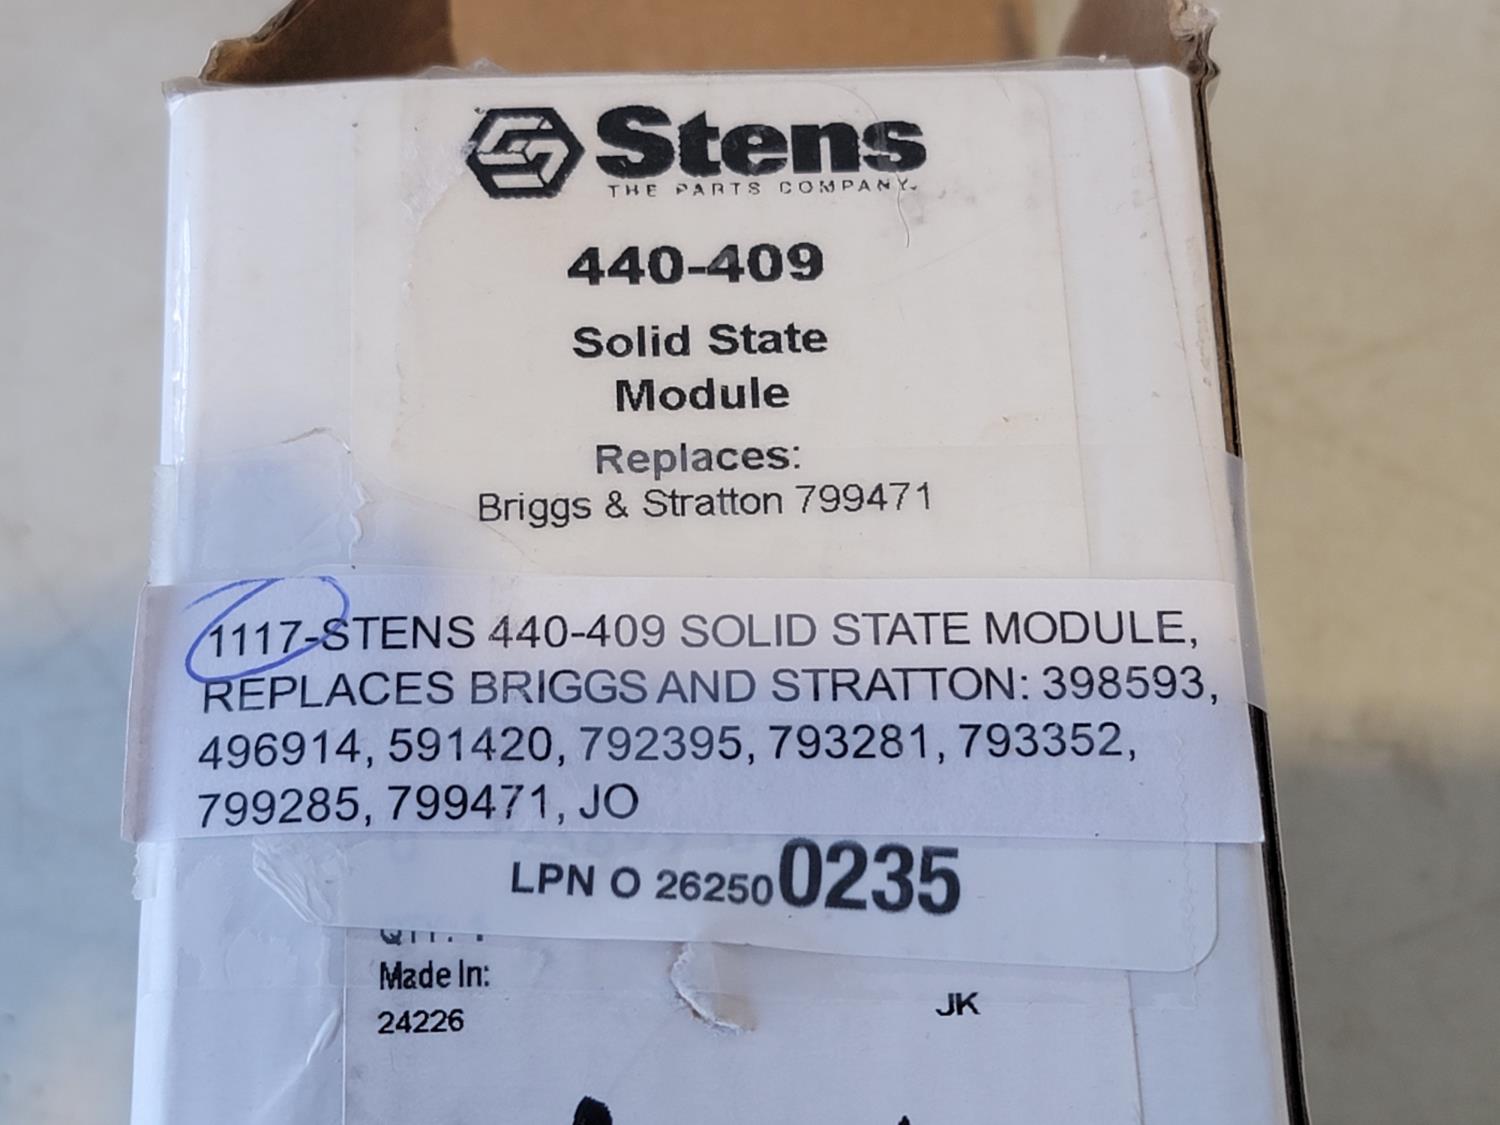 Stens
THE PARTS COMPANY
440-409
Solid State
Module
Replaces:
Briggs & Stratton 799471
1117-STENS 440-409 SOLID STATE MODULE,
REPLACES BRIGGS AND STRATTON: 398593,
496914, 591420, 792395, 793281, 793352,
799285, 799471, JO
LPN O 262500235
QTY: 1
Made In:
24226
JK